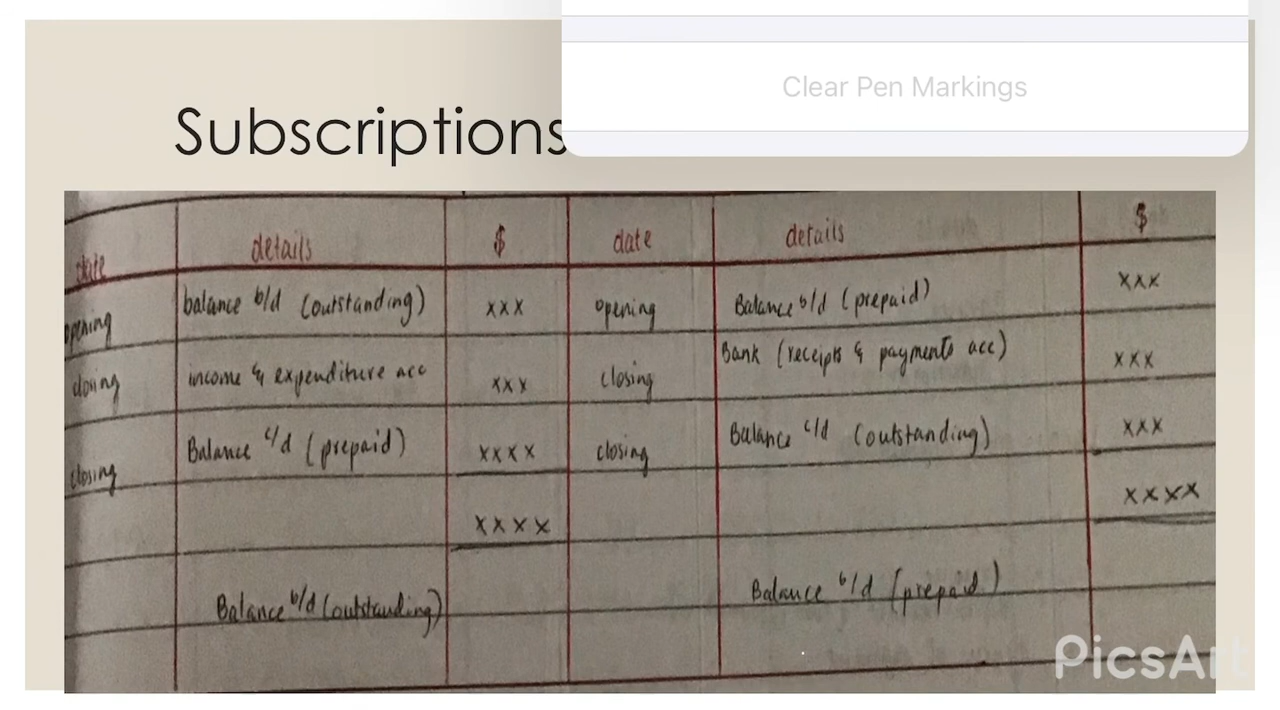 Clear Pen Markings
Subscriptions
date details $ date details $
opening balance b/d (outstanding) xxx opening Balance b/d (prepaid) xxx
closing income & expenditure acc xxx closing Bank (receipts & payments acc) xxx
closing Balance c/d (prepaid) xxxx closing Balance c/d (outstanding) xxx
xxxx xxxx
Balance b/d (outstanding) Balance b/d (prepaid)
PicsArt